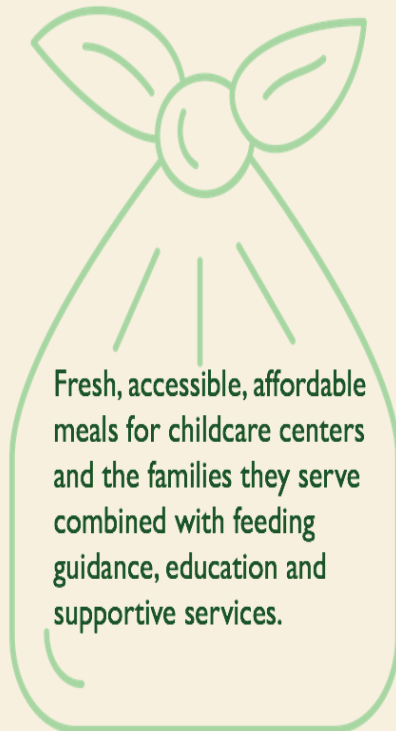 Fresh, accessible, affordable
meals for childcare centers
and the families they serve
combined with feeding
guidance, education and
supportive services.